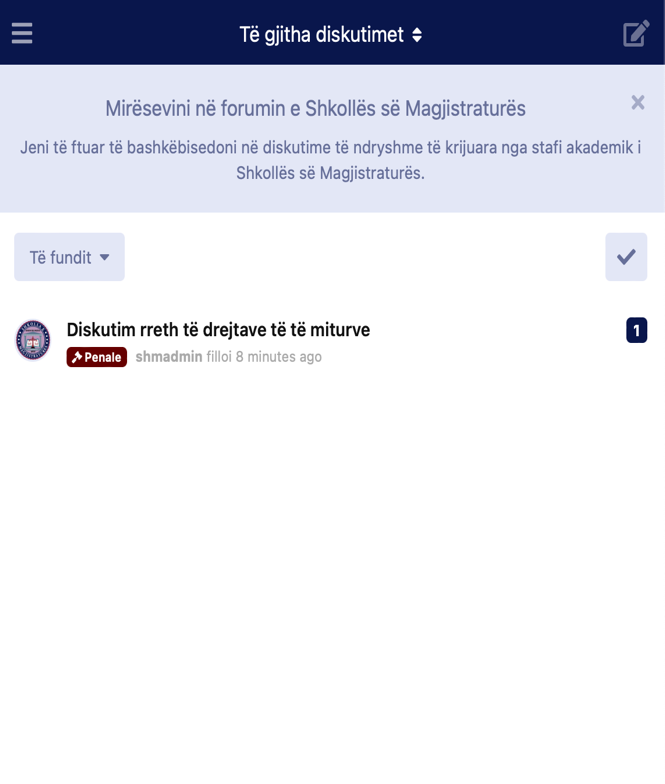 Të gjitha diskutimet
Mirësevini në forumin e Shkollës së Magjistraturës
Jeni të ftuar të bashkëbisedoni në diskutime të ndryshme të krijuara nga stafi akademik i
Shkollës së Magjistraturës.
Të fundit
Diskutim rreth të drejtave të të miturve
1
Penale shmadmin filloi 8 minutes ago